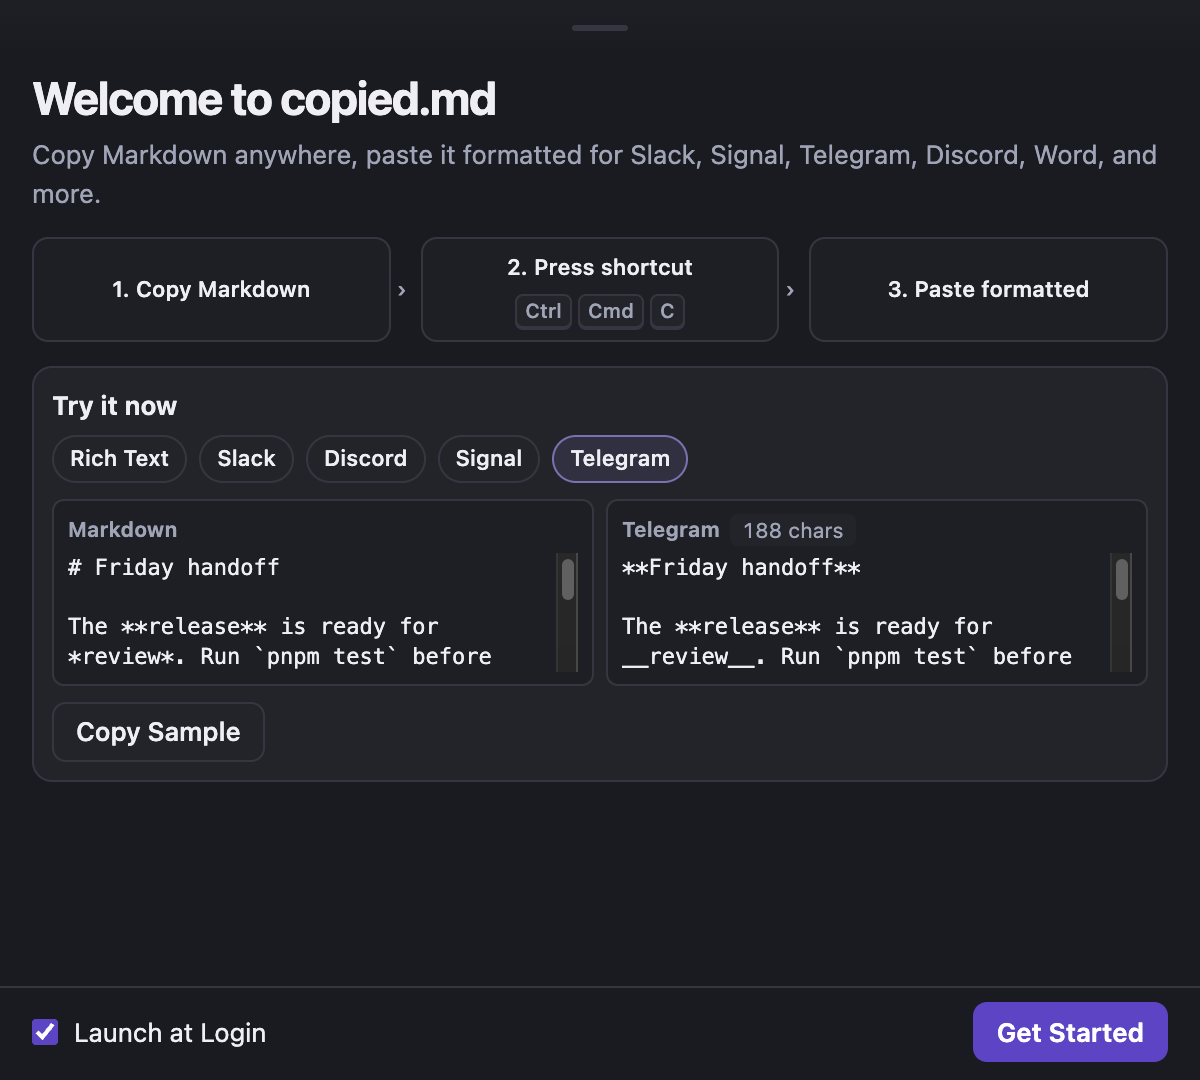 Welcome to copied.md
Copy Markdown anywhere, paste it formatted for Slack, Signal, Telegram, Discord, Word, and
more.
1. Copy Markdown
›
2. Press shortcut
Ctrl Cmd C
›
3. Paste formatted
Try it now
Rich Text Slack Discord Signal Telegram
Markdown
# Friday handoff
The **release** is ready for
*review*. Run `pnpm test` before
Telegram 188 chars
**Friday handoff**
The **release** is ready for
__review__. Run `pnpm test` before
Copy Sample
Launch at Login
Get Started